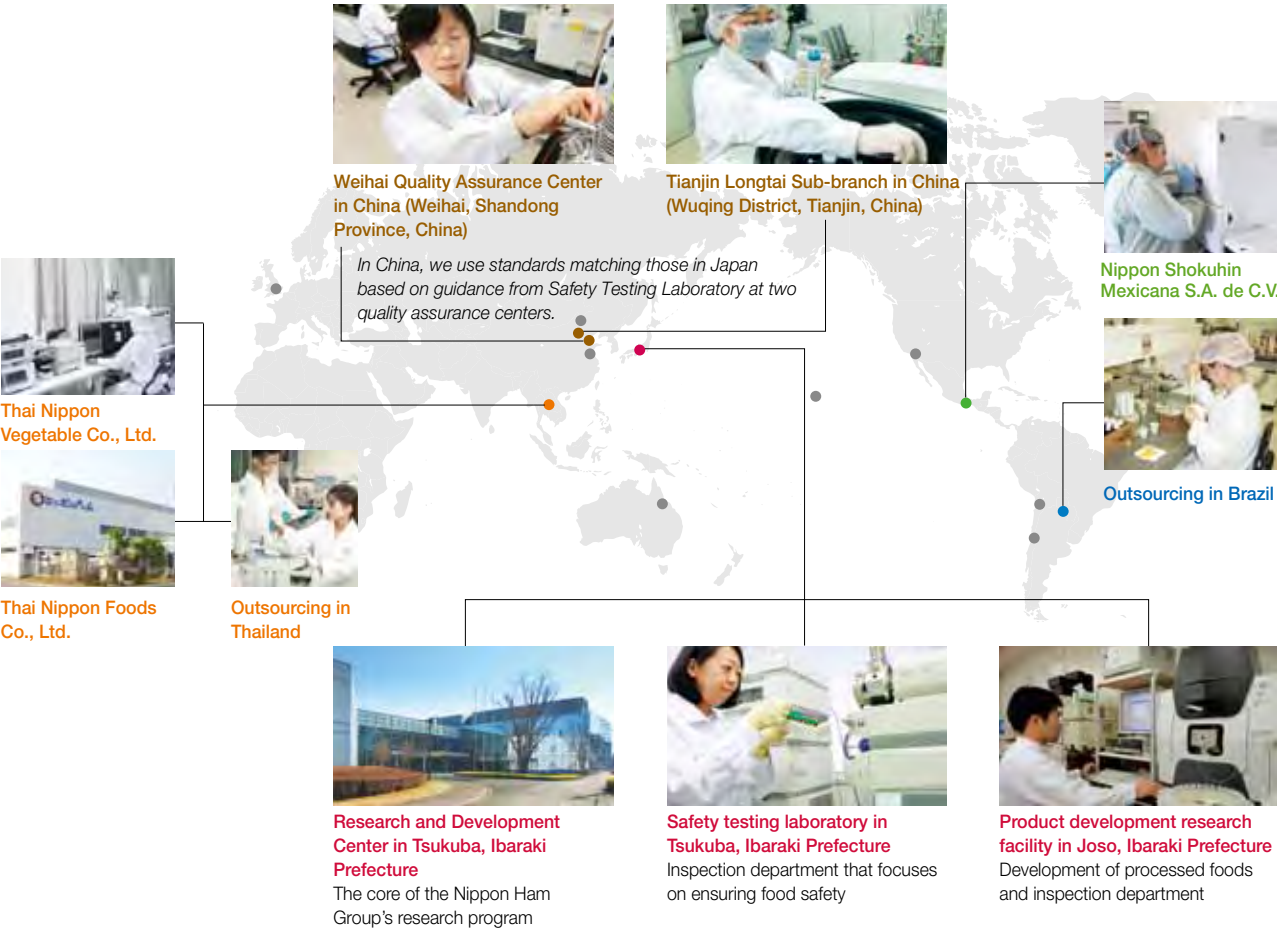 Weihai Quality Assurance Center
in China (Weihai, Shandong
Province, China)
Tianjin Longtai Sub-branch in China
(Wuqing District, Tianjin, China)
In China, we use standards matching those in Japan
based on guidance from Safety Testing Laboratory at two
quality assurance centers.
Nippon Shokuhin
Mexicana S.A. de C.V.
Thai Nippon
Vegetable Co., Ltd.
Outsourcing in Brazil
Thai Nippon Foods
Co., Ltd.
Outsourcing in
Thailand
Research and Development
Center in Tsukuba, Ibaraki
Prefecture
The core of the Nippon Ham
Group’s research program
Safety testing laboratory in
Tsukuba, Ibaraki Prefecture
Inspection department that focuses
on ensuring food safety
Product development research
facility in Joso, Ibaraki Prefecture
Development of processed foods
and inspection department